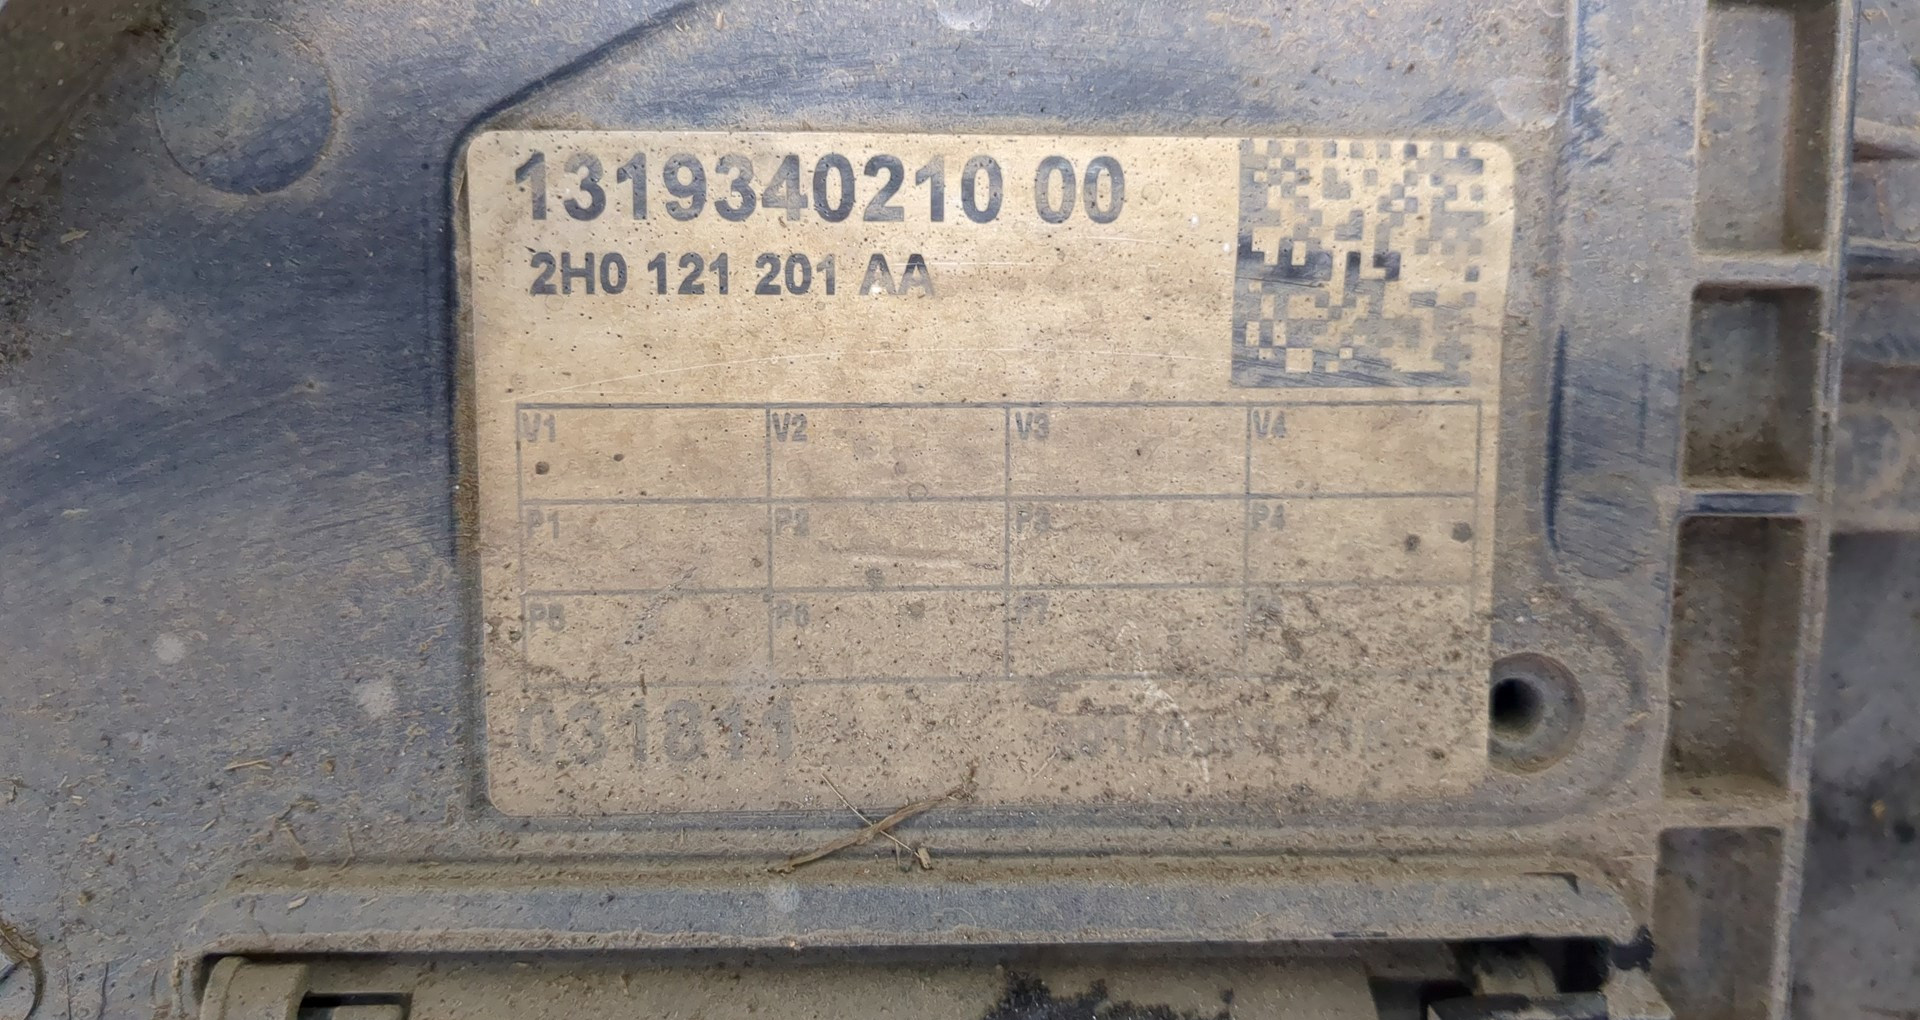 1319340210 00
2H0 121 201 AA
V1 V2 V3 V4
P1 P2 P3 P4
P5 P6 P7
031811